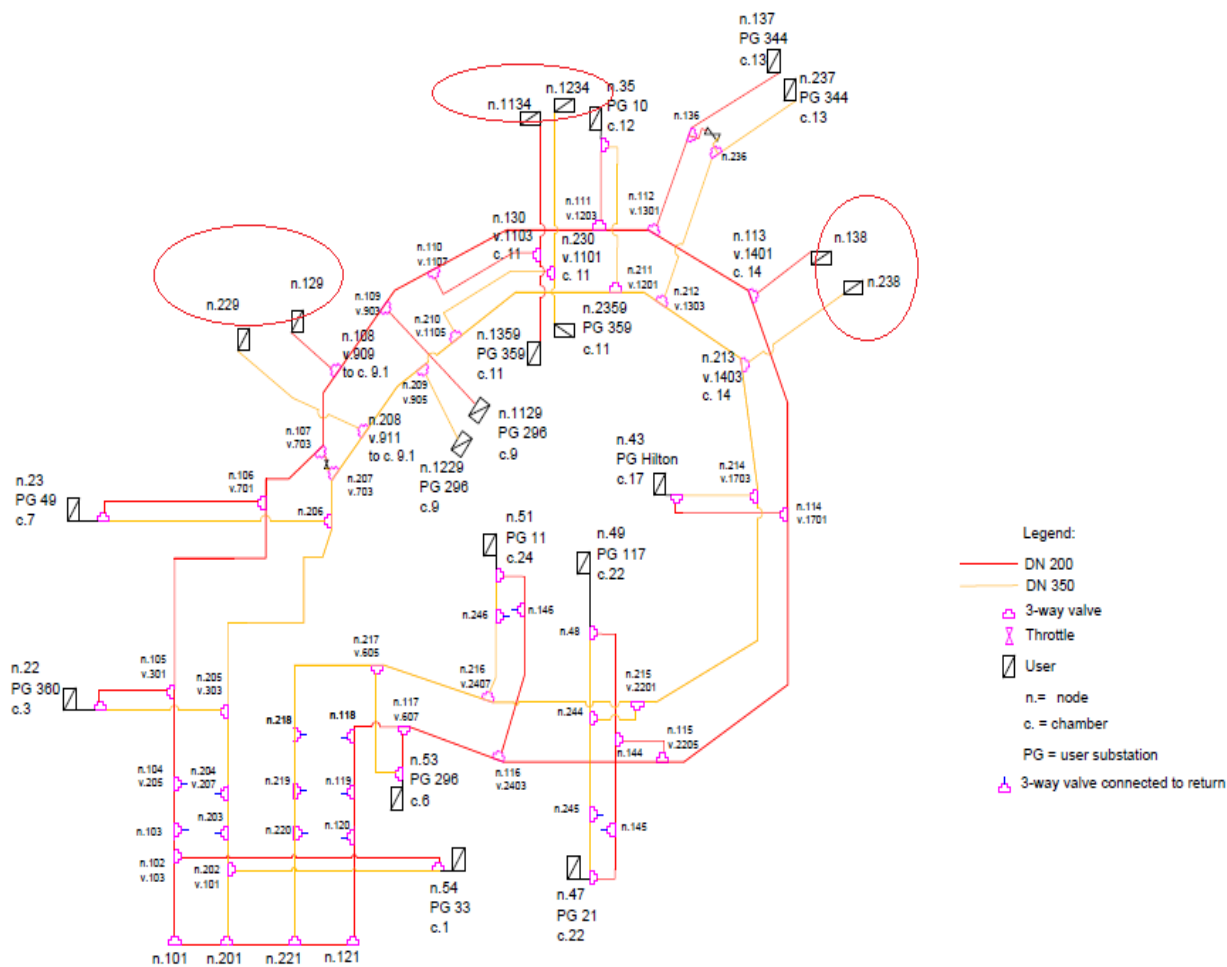 n.137
PG 344
c.13
n.237
PG 344
c.13
n.1234
n.1134
n.35
PG 10
c.12
n.136
n.236
n.111
v.1203
n.112
v.1301
n.130
v.1103
c. 11
n.230
v.1101
c. 11
n.110
v.1107
n.113
v.1401
c. 14
n.138
n.238
n.229
n.129
n.109
v.903
n.211
v.1201
n.212
v.1303
n.210
v.1105
n.108
v.909
to c. 9.1
n.1359
PG 359
c.11
n.2359
PG 359
c.11
n.213
v.1403
c. 14
n.209
v.905
n.208
v.911
to c. 9.1
n.1129
PG 296
c.9
n.1229
PG 296
c.9
n.107
v.703
n.207
v.703
n.43
PG Hilton
c.17
n.214
v.1703
n.114
v.1701
n.23
PG 49
c.7
n.106
v.701
n.206
n.51
PG 11
c.24
n.49
PG 117
c.22
n.246
n.146
n.48
n.22
PG 360
c.3
n.105
v.301
n.205
v.303
n.217
v.605
n.216
v.2407
n.215
v.2201
n.244
n.218
n.118
n.117
v.607
n.115
v.2205
n.144
n.53
PG 296
c.6
n.116
v.2403
n.104
v.205
n.204
v.207
n.219
n.119
n.103
n.203
n.220
n.120
n.245
n.145
n.102
v.103
n.202
v.101
n.54
PG 33
c.1
n.47
PG 21
c.22
n.101
n.201
n.221
n.121
Legend:
DN 200
DN 350
3-way valve
Throttle
User
n.= node
c. = chamber
PG = user substation
3-way valve connected to return